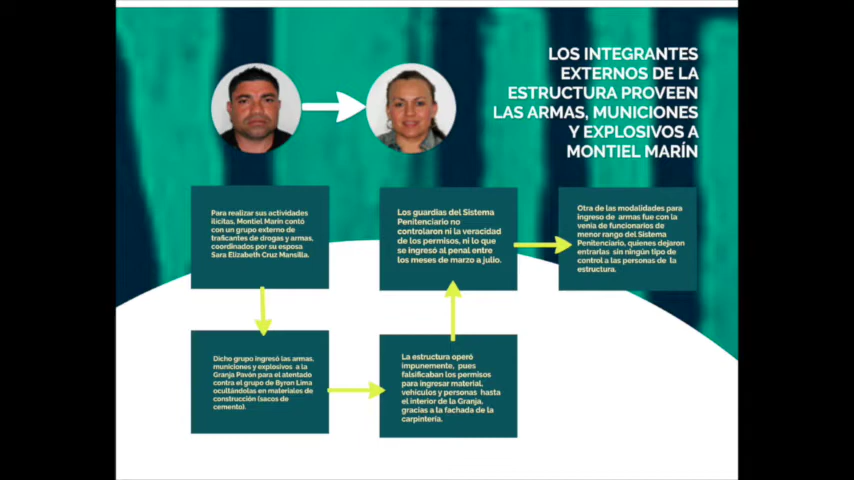 LOS INTEGRANTES
EXTERNOS DE LA
ESTRUCTURA PROVEEN
LAS ARMAS, MUNICIONES
Y EXPLOSIVOS A
MONTIEL MARÍN
Para realizar sus actividades
ilícitas, Montiel Marín contó
con un grupo externo de
traficantes de drogas y armas,
coordinados por su esposa
Sara Elizabeth Cruz Mansilla.
Dicho grupo ingresó las armas,
municiones y explosivos a la
Granja Pavón para el atentado
contra el grupo de Byron Lima
ocultándolas en materiales de
construcción (sacos de
cemento).
La estructura operó
impunemente, pues
falsificaban los permisos
para ingresar material,
vehículos y personas hasta
el interior de la Granja,
gracias a la fachada de la
carpintería.
Los guardias del Sistema
Penitenciario no
controlaron ni la veracidad
de los permisos, ni lo que
se ingresó al penal entre
los meses de marzo a julio.
Otra de las modalidades para
ingreso de armas fue con la
venia de funcionarios de
menor rango del Sistema
Penitenciario, quienes dejaron
entrarlas sin ningún tipo de
control a las personas de la
estructura.